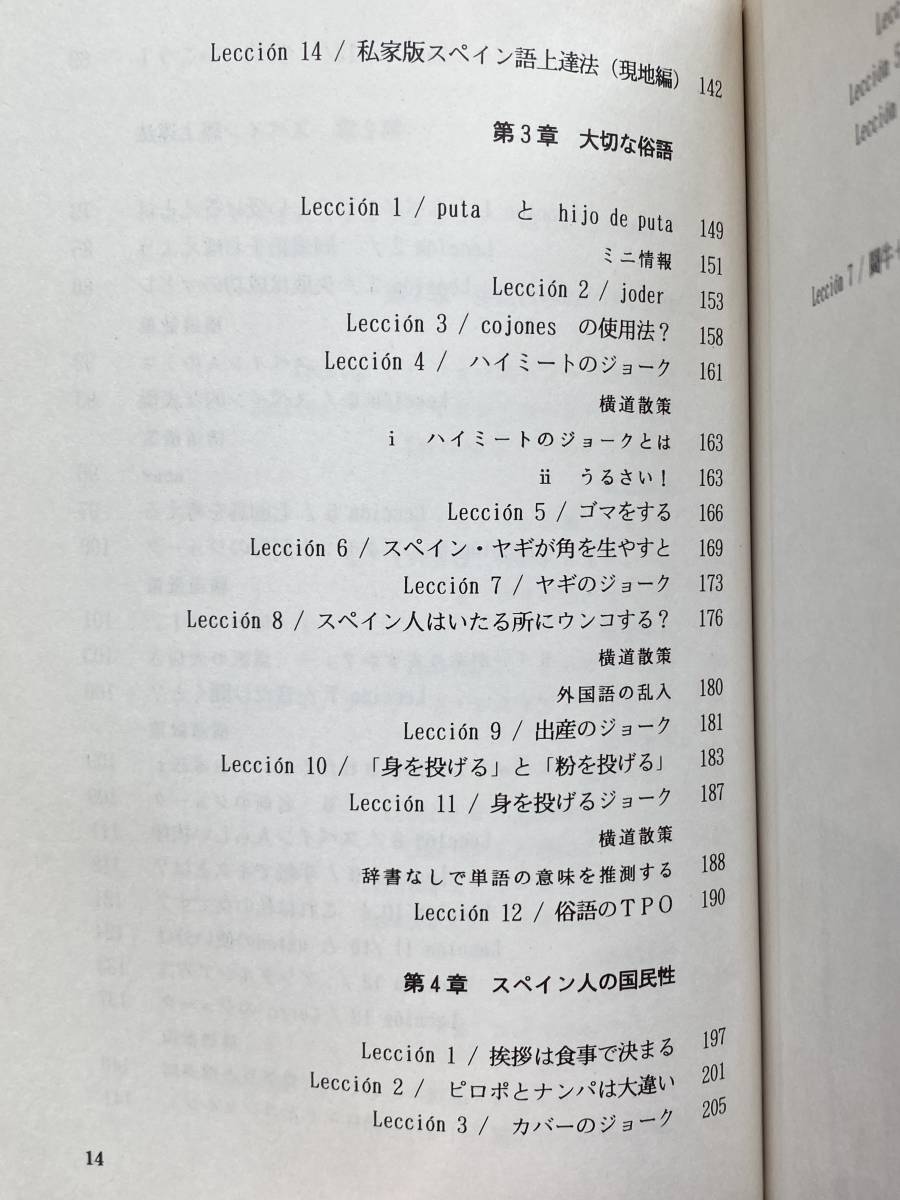 Lección 14 / 私家版スペイン語上達法（現地編） 142
第3章　大切な俗語
Lección 1 / puta　と　hijo de puta 149
ミニ情報 151
Lección 2 / joder 153
Lección 3 / cojones　の使用法？ 158
Lección 4 /　ハイミートのジョーク 161
横道散策
ⅰ　ハイミートのジョークとは 163
ⅱ　うるさい！ 163
Lección 5 / ゴマをする 166
Lección 6 / スペイン・ヤギが角を生やすと 169
Lección 7 / ヤギのジョーク 173
Lección 8 / スペイン人はいたる所にウンコする？ 176
横道散策
外国語の乱入 180
Lección 9 / 出産のジョーク 181
Lección 10 / 「身を投げる」と「粉を投げる」 183
Lección 11 / 身を投げるジョーク 187
横道散策
辞書なしで単語の意味を推測する 188
Lección 12 / 俗語のＴＰＯ 190
第4章　スペイン人の国民性
Lección 1 / 挨拶は食事で決まる 197
Lección 2 /　ピロポとナンパは大違い 201
Lección 3 /　カバーのジョーク 205
14
Lección 7 / 闘牛